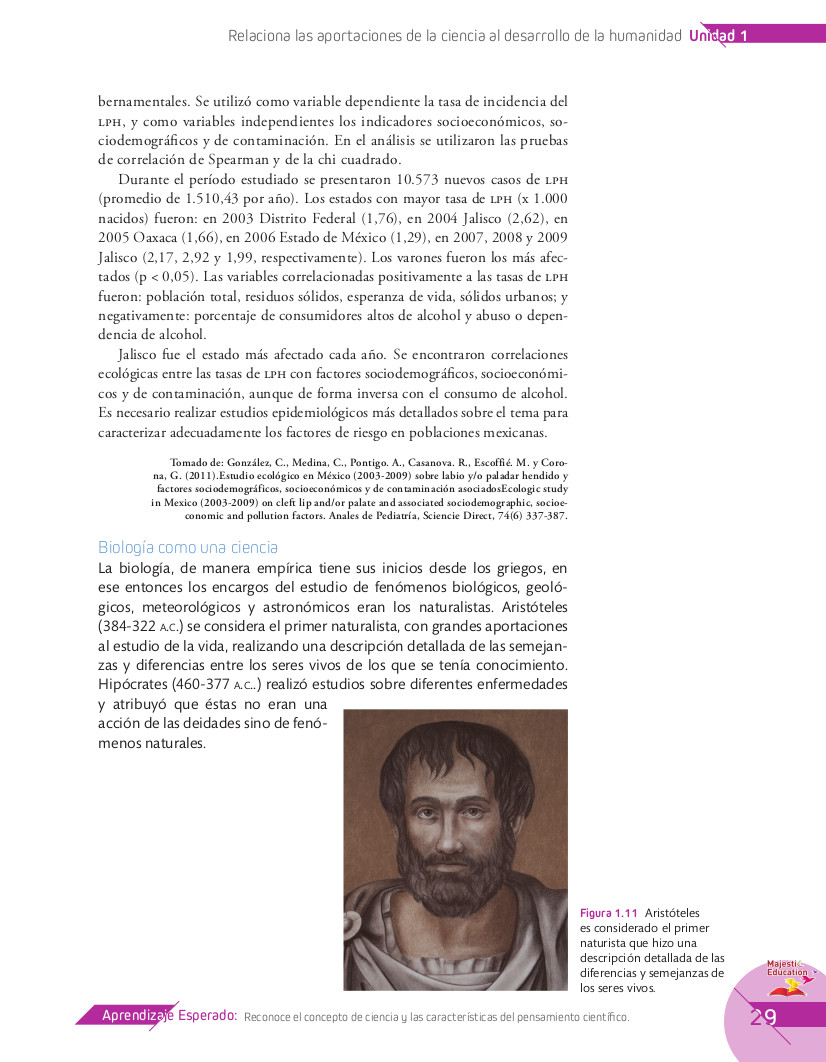 Relaciona las aportaciones de la ciencia al desarrollo de la humanidad Unidad 1
bernamentales. Se utilizó como variable dependiente la tasa de incidencia del
LPH, y como variables independientes los indicadores socioeconómicos, so-
ciodemográficos y de contaminación. En el análisis se utilizaron las pruebas
de correlación de Spearman y de la chi cuadrado.
Durante el período estudiado se presentaron 10.573 nuevos casos de LPH
(promedio de 1.510,43 por año). Los estados con mayor tasa de LPH (x 1.000
nacidos) fueron: en 2003 Distrito Federal (1,76), en 2004 Jalisco (2,62), en
2005 Oaxaca (1,66), en 2006 Estado de México (1,29), en 2007, 2008 y 2009
Jalisco (2,17, 2,92 y 1,99, respectivamente). Los varones fueron los más afec-
tados (p < 0,05). Las variables correlacionadas positivamente a las tasas de LPH
fueron: población total, residuos sólidos, esperanza de vida, sólidos urbanos; y
negativamente: porcentaje de consumidores altos de alcohol y abuso o depen-
dencia de alcohol.
Jalisco fue el estado más afectado cada año. Se encontraron correlaciones
ecológicas entre las tasas de LPH con factores sociodemográficos, socioeconómi-
cos y de contaminación, aunque de forma inversa con el consumo de alcohol.
Es necesario realizar estudios epidemiológicos más detallados sobre el tema para
caracterizar adecuadamente los factores de riesgo en poblaciones mexicanas.
Tomado de: González, C., Medina, C., Pontigo. A., Casanova. R., Escoffié. M. y Coro-
na, G. (2011).Estudio ecológico en México (2003-2009) sobre labio y/o paladar hendido y
factores sociodemográficos, socioeconómicos y de contaminación asociadosEcologic study
in Mexico (2003-2009) on cleft lip and/or palate and associated sociodemographic, socioe-
conomic and pollution factors. Anales de Pediatría, Sciencie Direct, 74(6) 337-387.
Biología como una ciencia
La biología, de manera empírica tiene sus inicios desde los griegos, en
ese entonces los encargos del estudio de fenómenos biológicos, geoló-
gicos, meteorológicos y astronómicos eran los naturalistas. Aristóteles
(384-322 A.C.) se considera el primer naturalista, con grandes aportaciones
al estudio de la vida, realizando una descripción detallada de las semejan-
zas y diferencias entre los seres vivos de los que se tenía conocimiento.
Hipócrates (460-377 A.C..) realizó estudios sobre diferentes enfermedades
y atribuyó que éstas no eran una
acción de las deidades sino de fenó-
menos naturales.
Figura 1.11 Aristóteles
es considerado el primer
naturista que hizo una
descripción detallada de las
diferencias y semejanzas de
los seres vivos.
Majestic
Education
Aprendizaje Esperado: Reconoce el concepto de ciencia y las características del pensamiento científico.
29